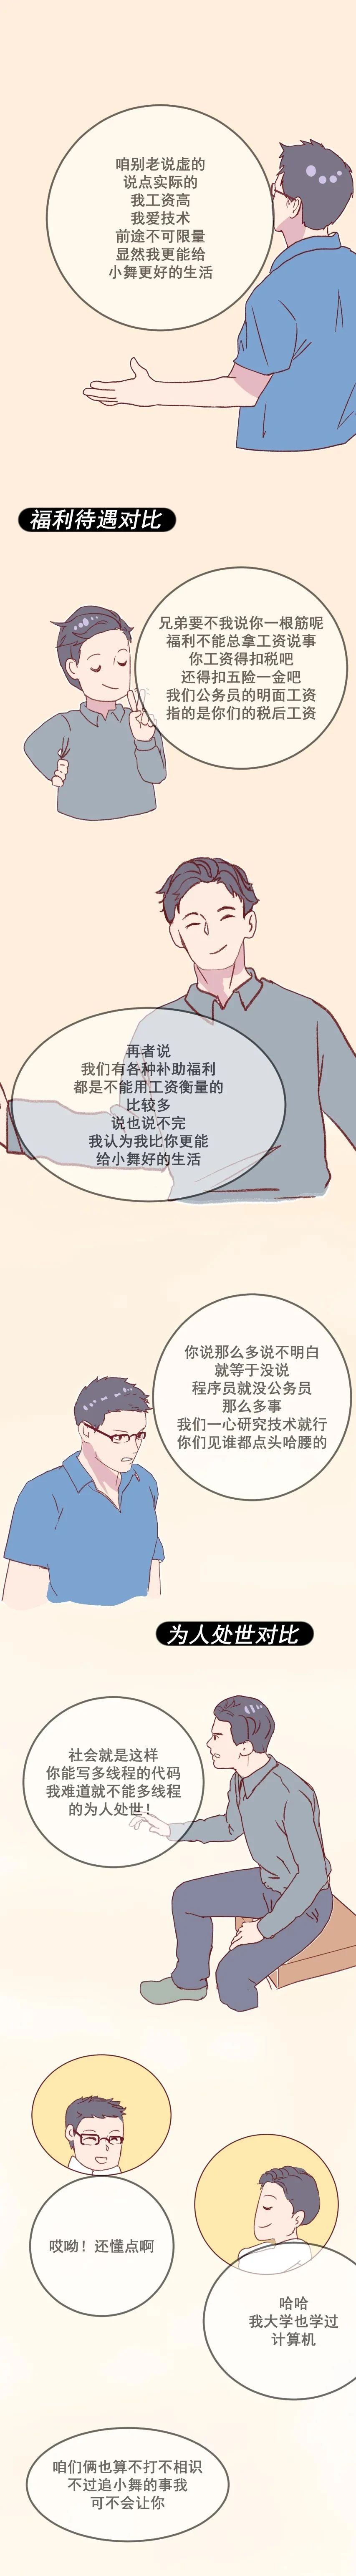 咱别老说虚的
说点实际的
我工资高
我爱技术
前途不可限量
显然我更能给
小舞更好的生活
福利待遇对比
兄弟要不我说你一根筋呢
福利不能总拿工资说事
你工资得扣税吧
还得扣五险一金吧
我们公务员的明面工资
指的是你们的税后工资
再者说
我们有各种补助福利
都是不能用工资衡量的
比较多
说也说不完
我认为我比你更能
给小舞好的生活
你说那么多说不明白
就等于没说
程序员就没公务员
那么多事
我们一心研究技术就行
你们见谁都点头哈腰的
为人处世对比
社会就是这样
你能写多线程的代码
我难道就不能多线程
的为人处世！
哎呦！还懂点啊
哈哈
我大学也学过
计算机
咱们俩也算不打不相识
不过追小舞的事我
可不会让你